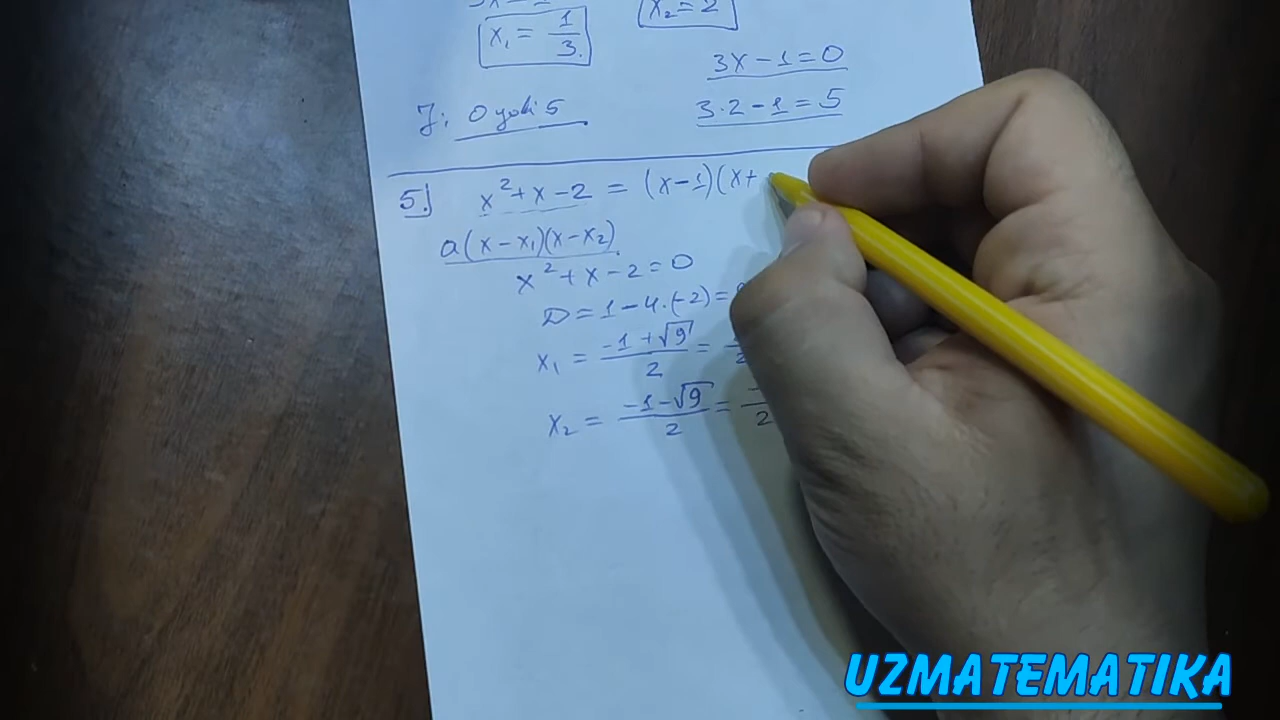 x₁ = 1/3
x₂ = 2
3x − 1 = 0
J: 0 yoki 5
3·2 − 1 = 5
5.) x² + x − 2 = (x − 1)(x +
a(x − x₁)(x − x₂)
x² + x − 2 = 0
D = 1 − 4·(−2) =
x₁ = (−1 + √9)/2 =
x₂ = (−1 − √9)/2 =
UZMATEMATIKA